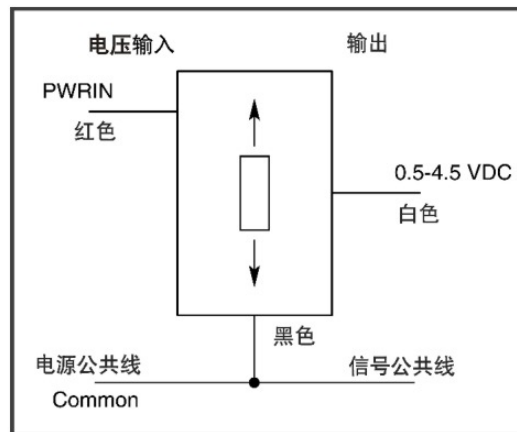 电压输入
输出
PWRIN
红色
0.5-4.5 VDC
白色
黑色
电源公共线
信号公共线
Common